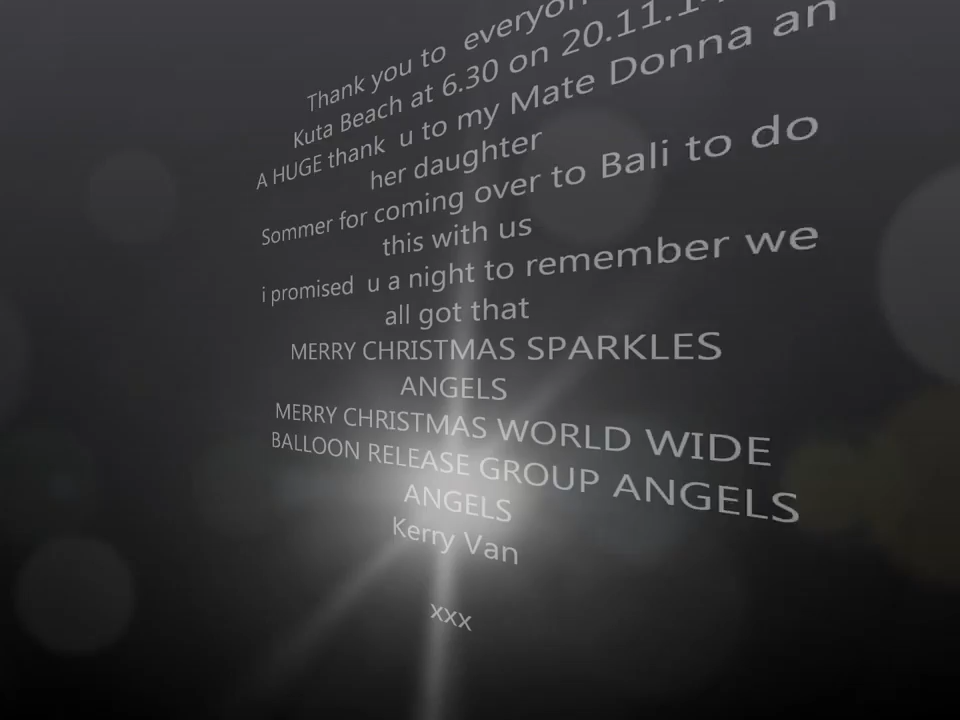 Thank you to everyon
Kuta Beach at 6.30 on 20.11.1
A HUGE thank u to my Mate Donna an
her daughter
Sommer for coming over to Bali to do
this with us
i promised u a night to remember we
all got that
MERRY CHRISTMAS SPARKLES
ANGELS
MERRY CHRISTMAS WORLD WIDE
BALLOON RELEASE GROUP ANGELS
ANGELS
Kerry Van
xxx